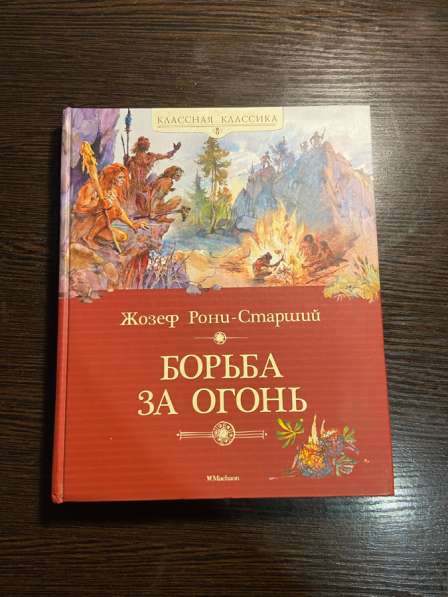 КЛАССНАЯ КЛАССИКА
Жозеф Рони-Старший
БОРЬБА
ЗА ОГОНЬ
Machaon